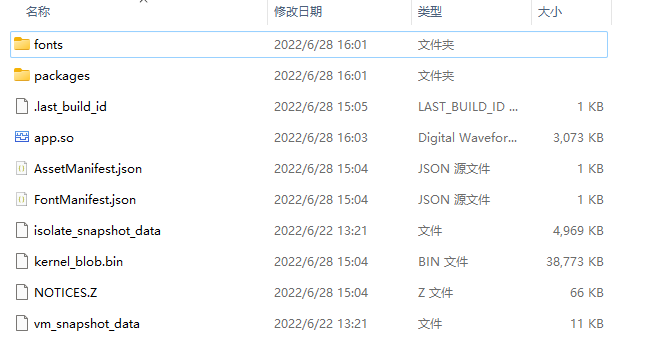 名称 修改日期 类型 大小
fonts 2022/6/28 16:01 文件夹
packages 2022/6/28 16:01 文件夹
.last_build_id 2022/6/28 15:05 LAST_BUILD_ID ... 1 KB
app.so 2022/6/28 16:03 Digital Wavefor... 3,073 KB
AssetManifest.json 2022/6/28 15:04 JSON 源文件 1 KB
FontManifest.json 2022/6/28 15:04 JSON 源文件 1 KB
isolate_snapshot_data 2022/6/22 13:21 文件 4,969 KB
kernel_blob.bin 2022/6/28 15:04 BIN 文件 38,773 KB
NOTICES.Z 2022/6/28 15:04 Z 文件 66 KB
vm_snapshot_data 2022/6/22 13:21 文件 11 KB